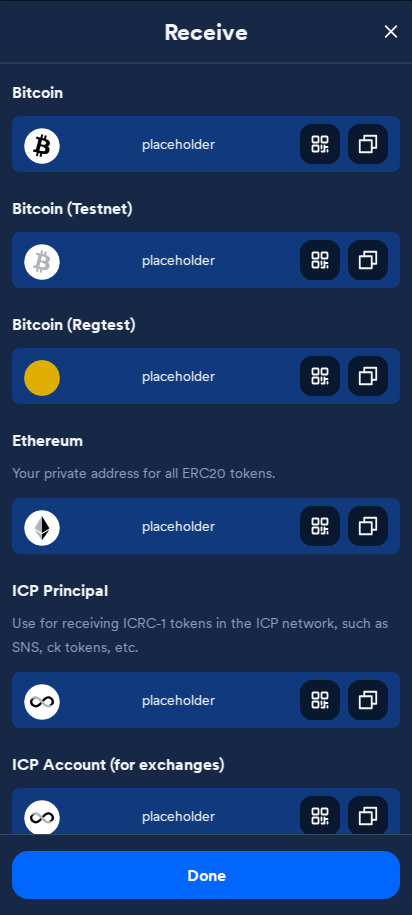 Receive
Bitcoin
placeholder
Bitcoin (Testnet)
placeholder
Bitcoin (Regtest)
placeholder
Ethereum
Your private address for all ERC20 tokens.
placeholder
ICP Principal
Use for receiving ICRC-1 tokens in the ICP network, such as
SNS, ck tokens, etc.
placeholder
ICP Account (for exchanges)
placeholder
Done